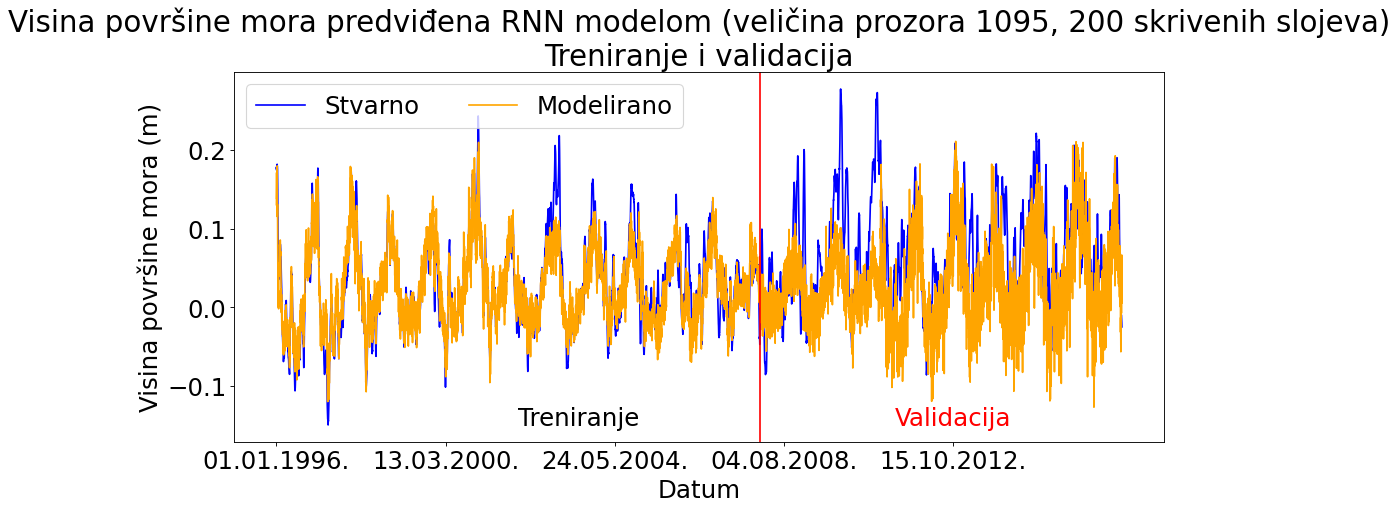 Visina površine mora predviđena RNN modelom (veličina prozora 1095, 200 skrivenih slojeva)
Treniranje i validacija
Stvarno
Modelirano
Visina površine mora (m)
0.2
0.1
0.0
−0.1
Treniranje
Validacija
01.01.1996.
13.03.2000.
24.05.2004.
04.08.2008.
15.10.2012.
Datum